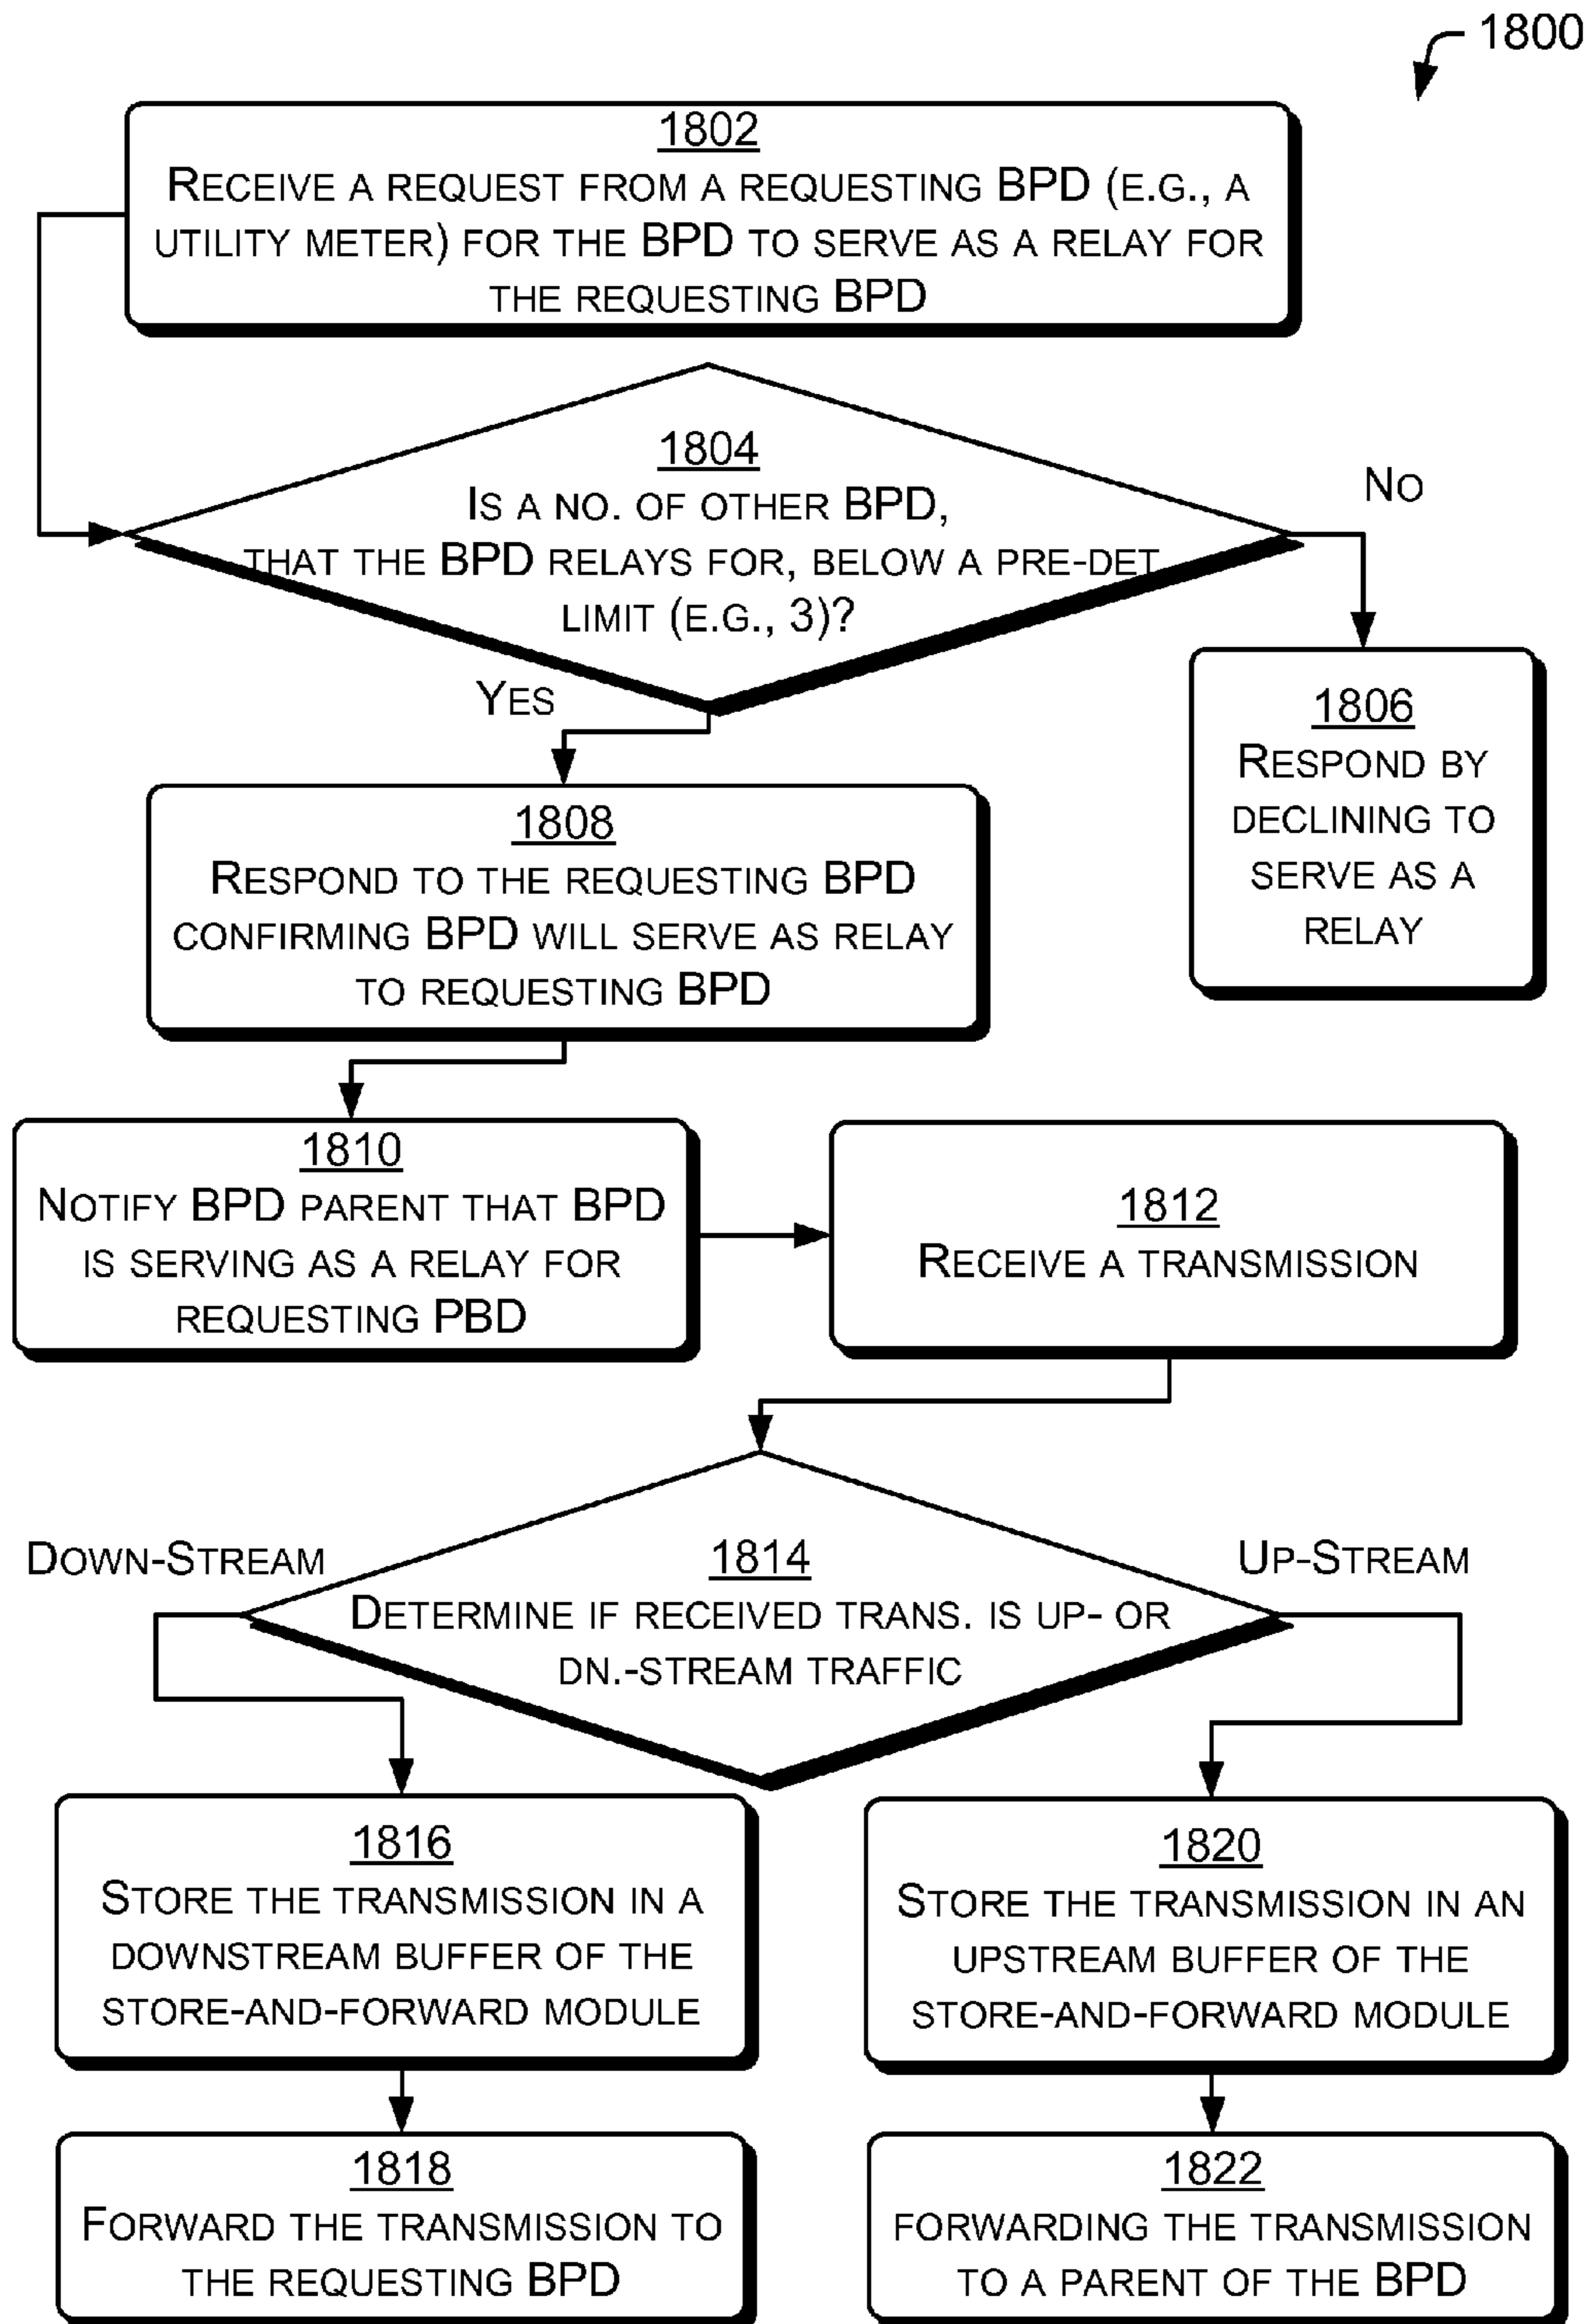 1800
1802
RECEIVE A REQUEST FROM A REQUESTING BPD (E.G., A
UTILITY METER) FOR THE BPD TO SERVE AS A RELAY FOR
THE REQUESTING BPD
1804
IS A NO. OF OTHER BPD,
THAT THE BPD RELAYS FOR, BELOW A PRE-DET
LIMIT (E.G., 3)?
NO
YES
1806
RESPOND BY
DECLINING TO
SERVE AS A
RELAY
1808
RESPOND TO THE REQUESTING BPD
CONFIRMING BPD WILL SERVE AS RELAY
TO REQUESTING BPD
1810
NOTIFY BPD PARENT THAT BPD
IS SERVING AS A RELAY FOR
REQUESTING PBD
1812
RECEIVE A TRANSMISSION
DOWN-STREAM
1814
DETERMINE IF RECEIVED TRANS. IS UP- OR
DN.-STREAM TRAFFIC
UP-STREAM
1816
STORE THE TRANSMISSION IN A
DOWNSTREAM BUFFER OF THE
STORE-AND-FORWARD MODULE
1820
STORE THE TRANSMISSION IN AN
UPSTREAM BUFFER OF THE
STORE-AND-FORWARD MODULE
1818
FORWARD THE TRANSMISSION TO
THE REQUESTING BPD
1822
FORWARDING THE TRANSMISSION
TO A PARENT OF THE BPD